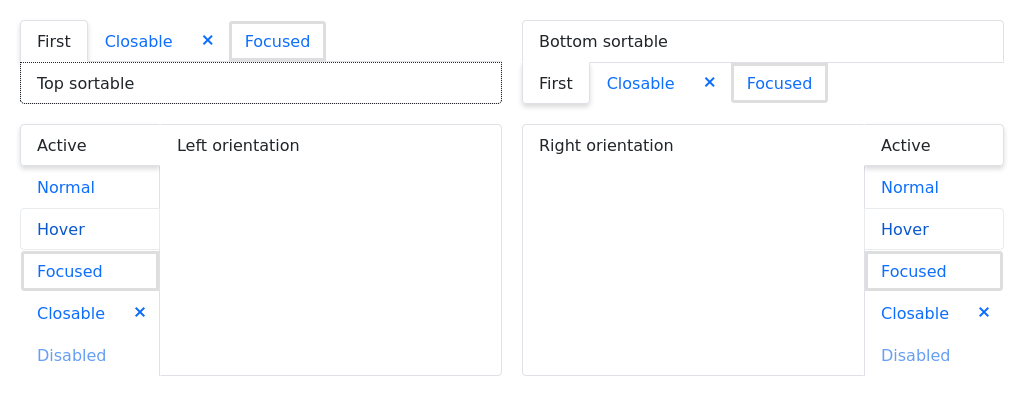 First Closable × Focused
Top sortable
Bottom sortable
First Closable × Focused
Active
Normal
Hover
Focused
Closable ×
Disabled
Left orientation
Right orientation
Active
Normal
Hover
Focused
Closable ×
Disabled